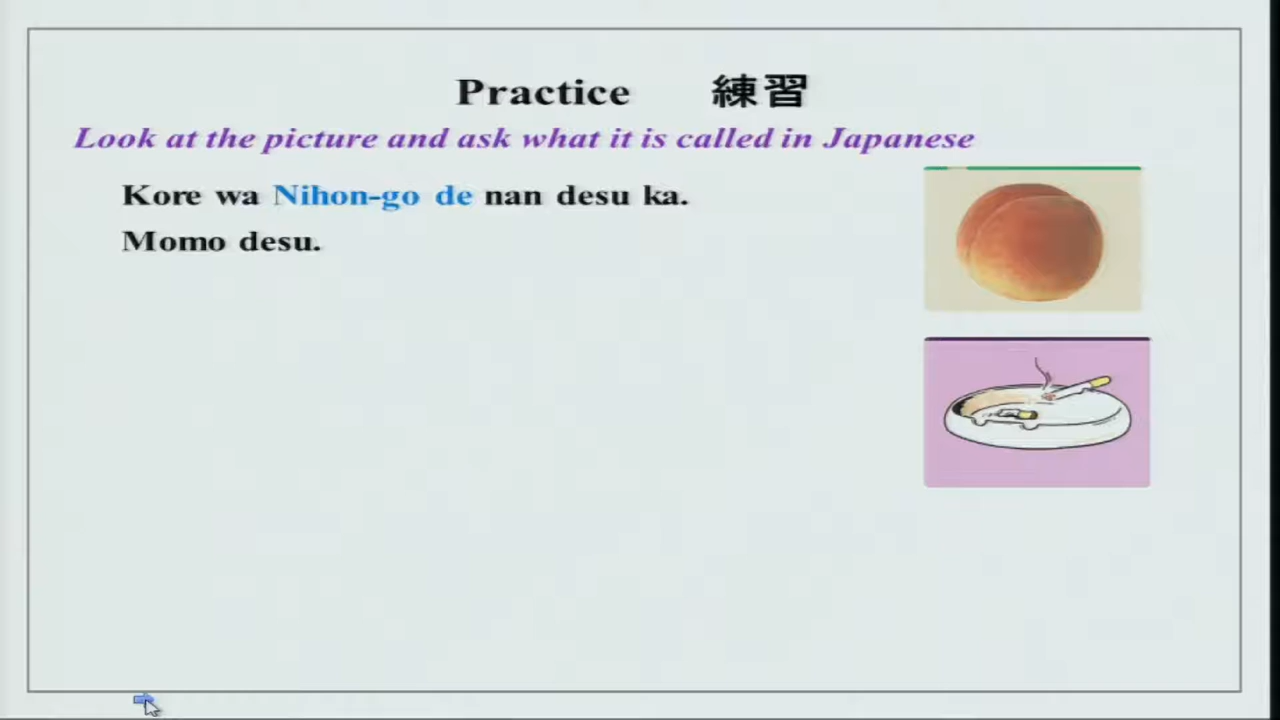 Practice 練習
Look at the picture and ask what it is called in Japanese
Kore wa Nihon-go de nan desu ka.
Momo desu.